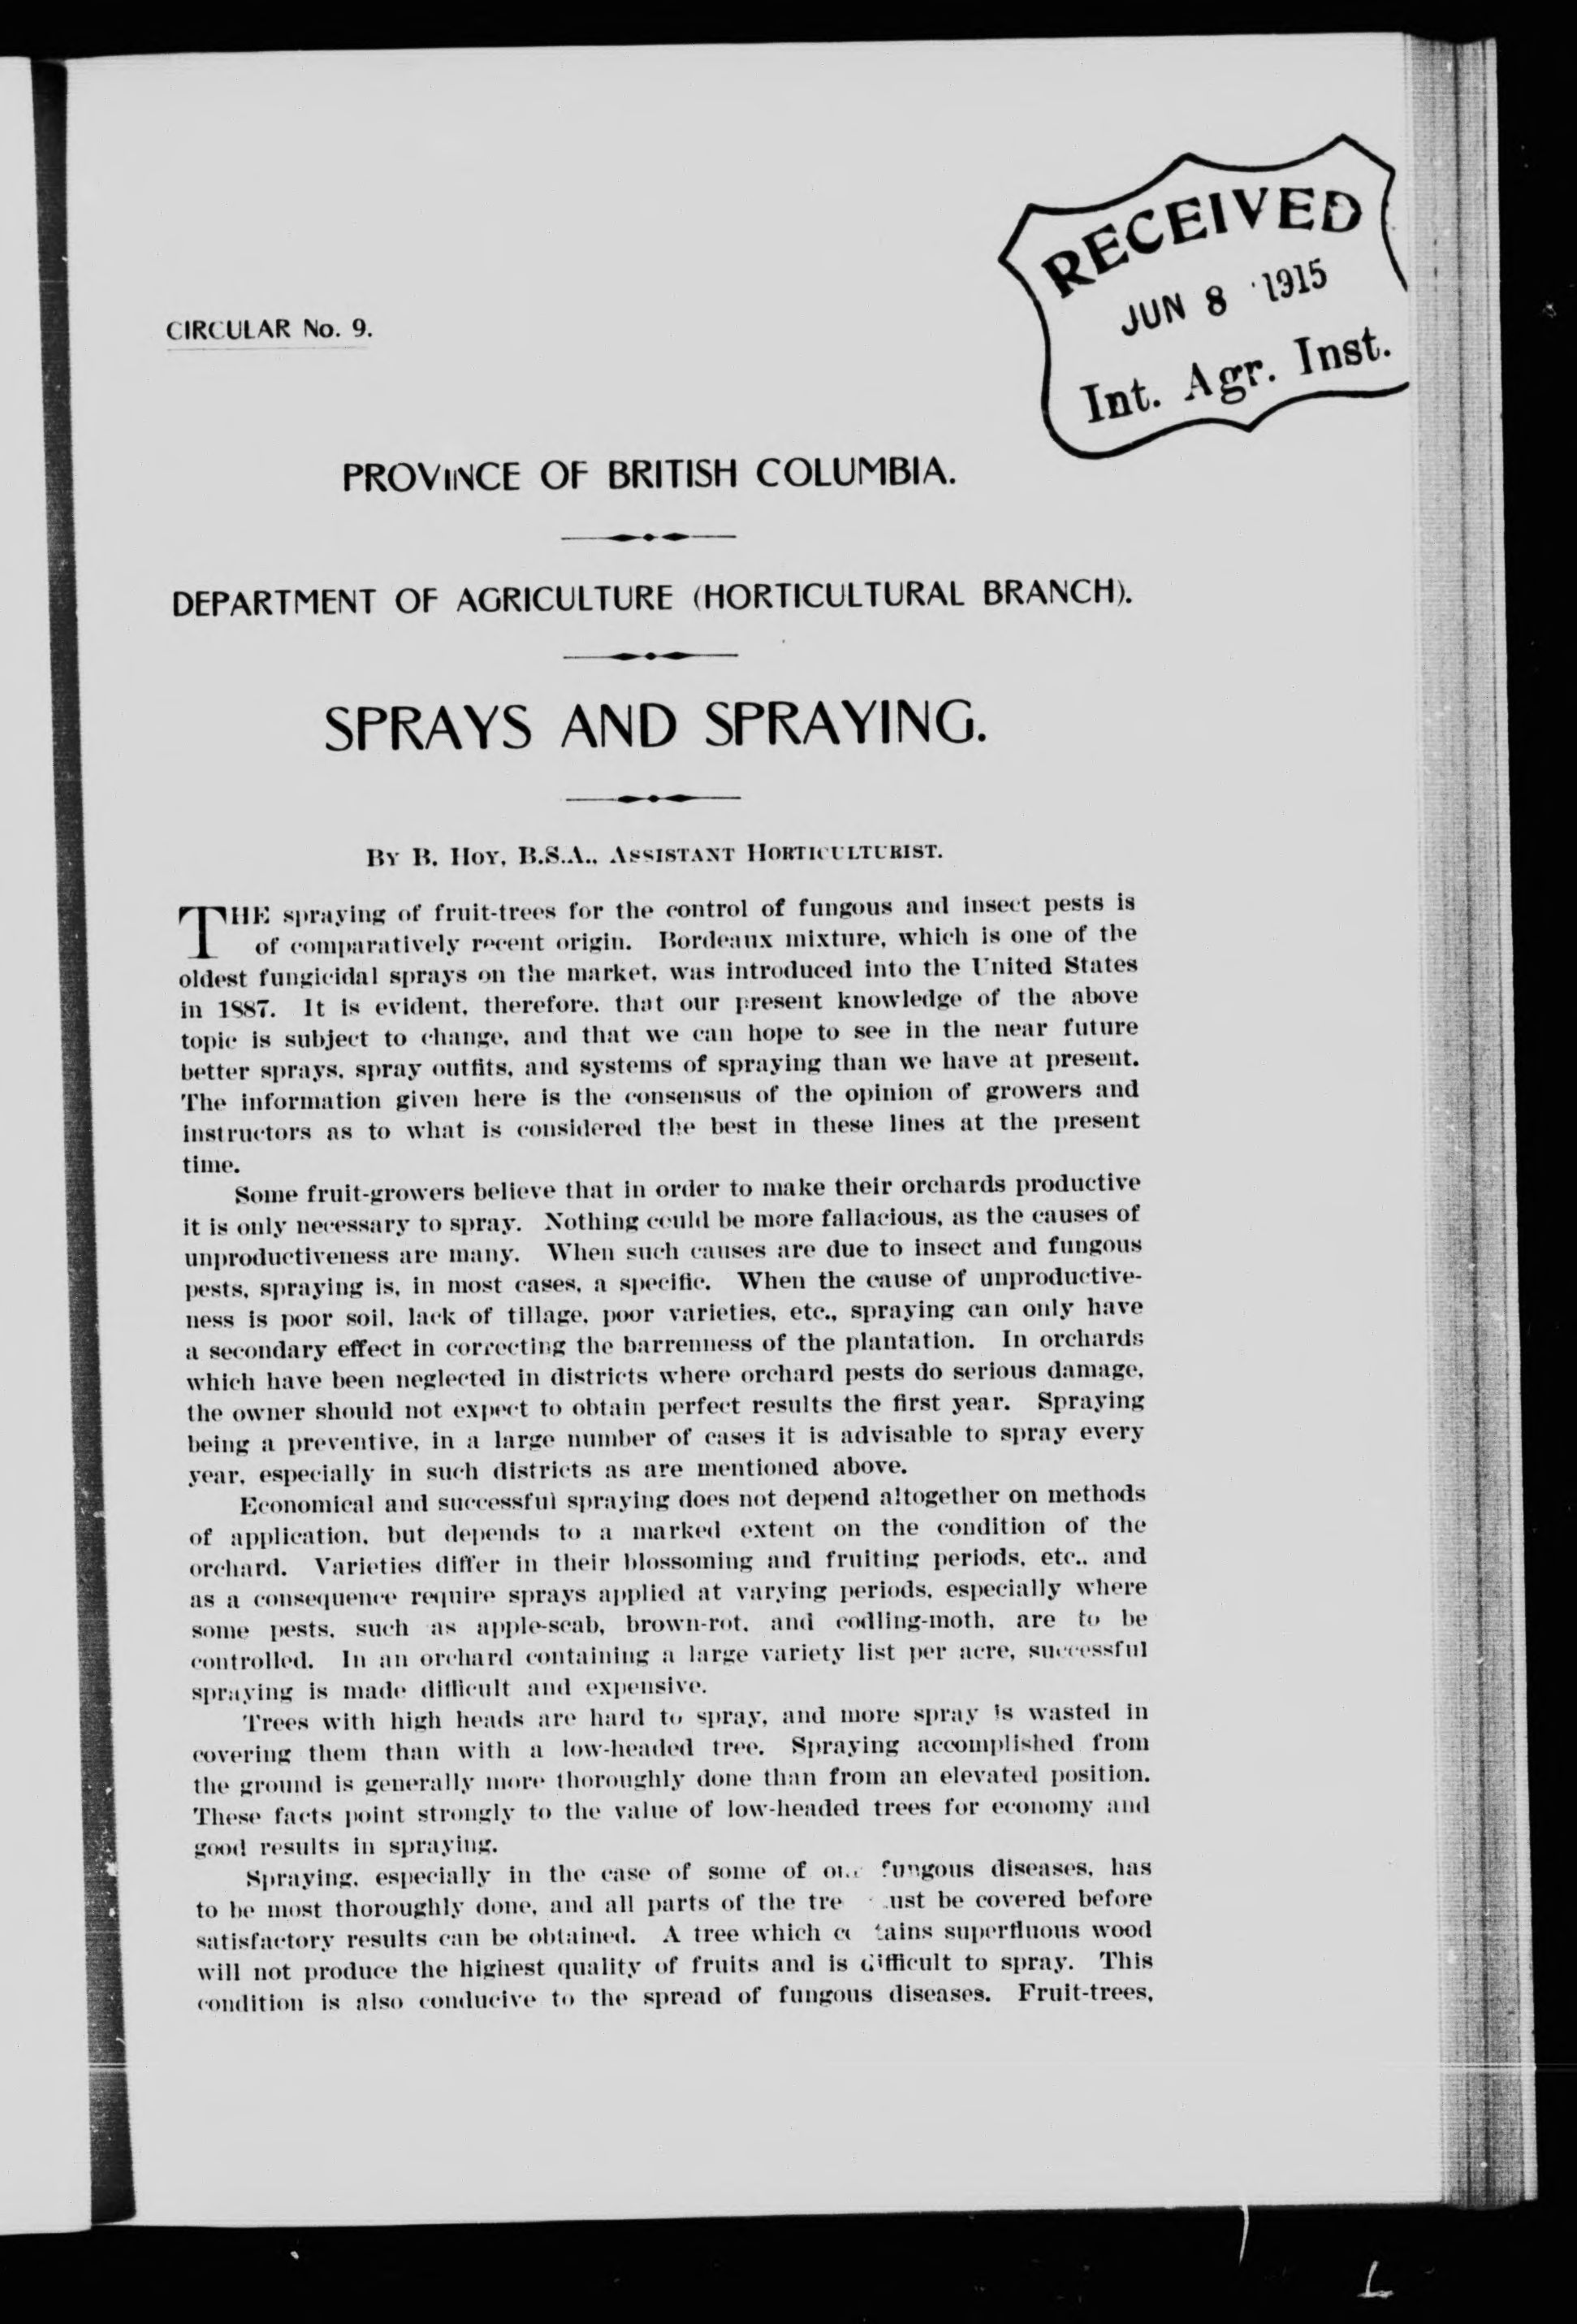 RECEIVED
JUN 8 1915
Int. Agr. Inst.
CIRCULAR No. 9.
PROVINCE OF BRITISH COLUMBIA.
DEPARTMENT OF AGRICULTURE (HORTICULTURAL BRANCH).
SPRAYS AND SPRAYING.
BY B. HOY, B.S.A., ASSISTANT HORTICULTURIST.
THE spraying of fruit-trees for the control of fungous and insect pests is
of comparatively recent origin. Bordeaux mixture, which is one of the
oldest fungicidal sprays on the market, was introduced into the United States
in 1887. It is evident, therefore, that our present knowledge of the above
topic is subject to change, and that we can hope to see in the near future
better sprays, spray outfits, and systems of spraying than we have at present.
The information given here is the consensus of the opinion of growers and
instructors as to what is considered the best in these lines at the present
time.
Some fruit-growers believe that in order to make their orchards productive
it is only necessary to spray. Nothing could be more fallacious, as the causes of
unproductiveness are many. When such causes are due to insect and fungous
pests, spraying is, in most cases, a specific. When the cause of unproductive-
ness is poor soil, lack of tillage, poor varieties, etc., spraying can only have
a secondary effect in correcting the barrenness of the plantation. In orchards
which have been neglected in districts where orchard pests do serious damage,
the owner should not expect to obtain perfect results the first year. Spraying
being a preventive, in a large number of cases it is advisable to spray every
year, especially in such districts as are mentioned above.
Economical and successful spraying does not depend altogether on methods
of application, but depends to a marked extent on the condition of the
orchard. Varieties differ in their blossoming and fruiting periods, etc., and
as a consequence require sprays applied at varying periods, especially where
some pests, such as apple-scab, brown-rot, and codling-moth, are to be
controlled. In an orchard containing a large variety list per acre, successful
spraying is made difficult and expensive.
Trees with high heads are hard to spray, and more spray is wasted in
covering them than with a low-headed tree. Spraying accomplished from
the ground is generally more thoroughly done than from an elevated position.
These facts point strongly to the value of low-headed trees for economy and
good results in spraying.
Spraying, especially in the case of some of fungous diseases, has
to be most thoroughly done, and all parts of the be covered before
satisfactory results can be obtained. A tree which superfluous wood
will not produce the highest quality of fruits and is difficult to spray. This
condition is also conducive to the spread of fungous diseases. Fruit-trees,